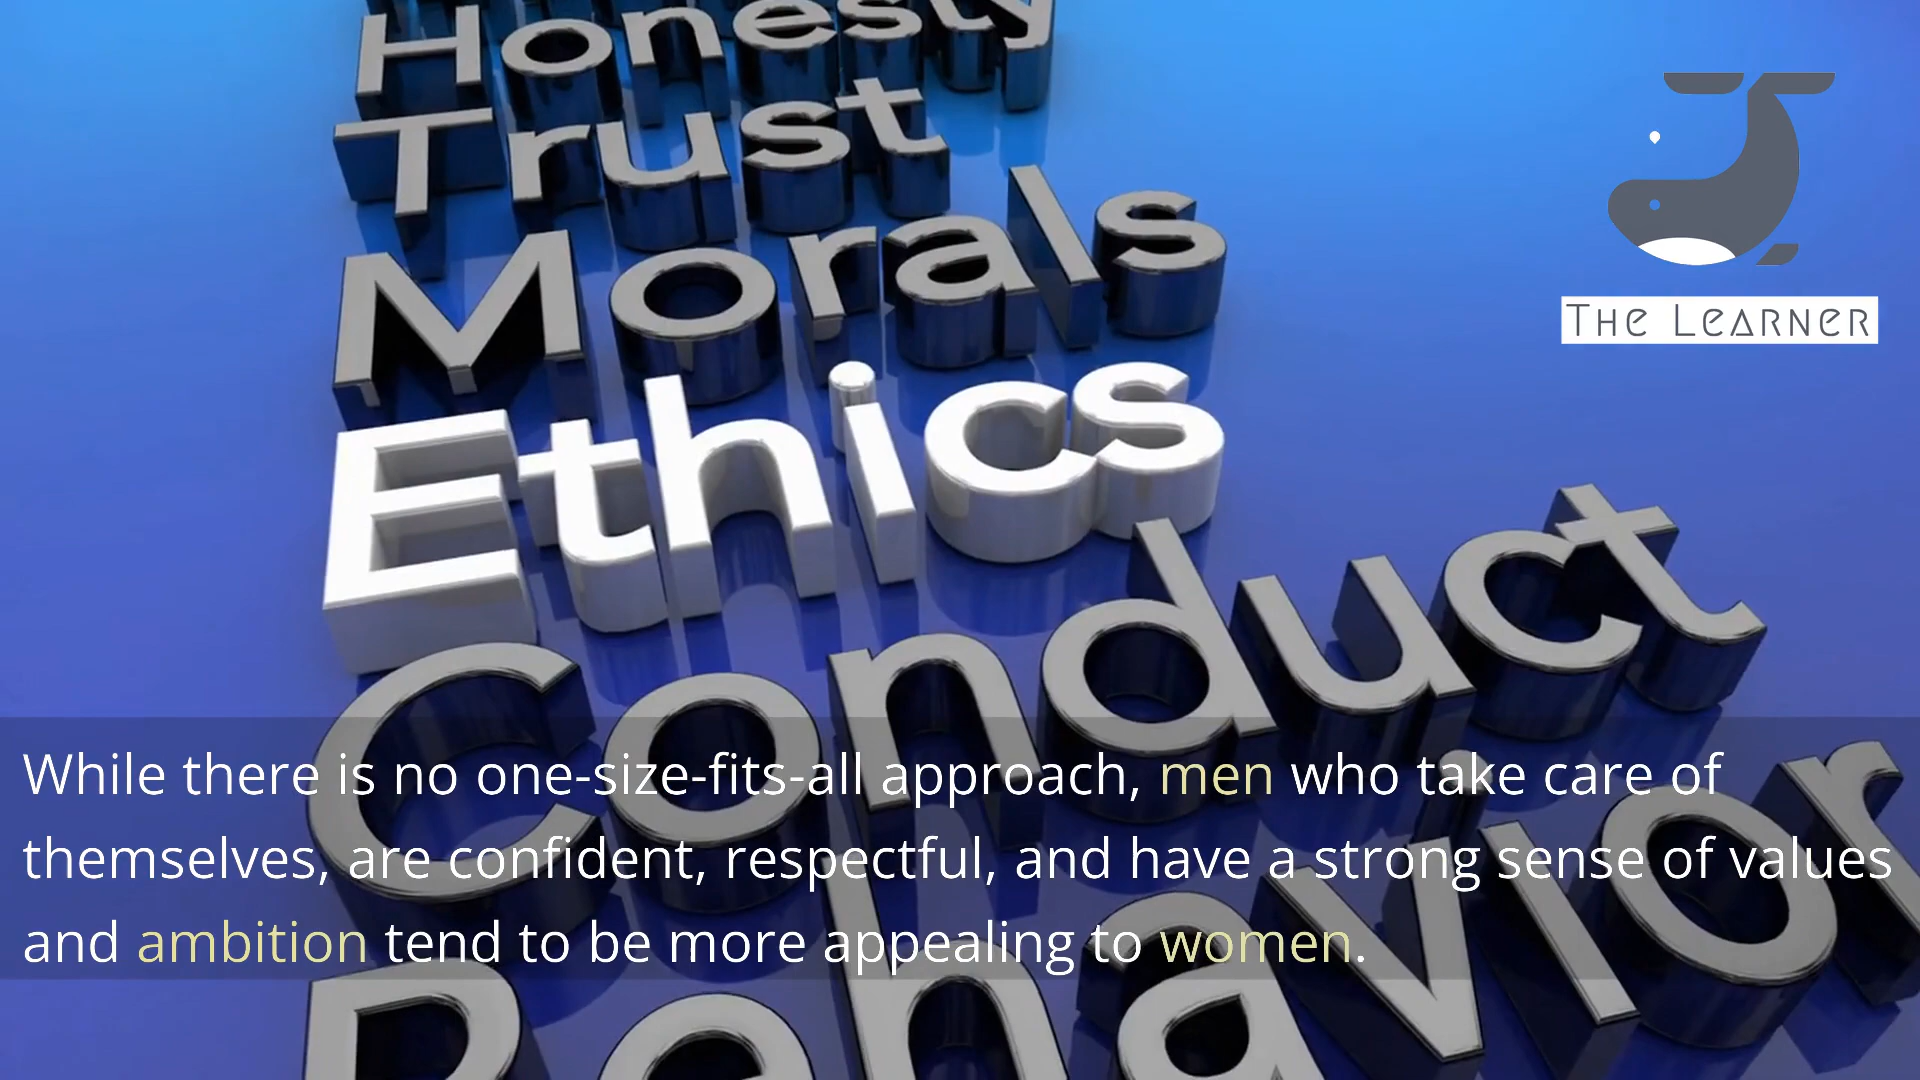 Honesty
Trust
Morals
Ethics
Conduct
Behavior
THE LEARNER
While there is no one-size-fits-all approach, men who take care of
themselves, are confident, respectful, and have a strong sense of values
and ambition tend to be more appealing to women.